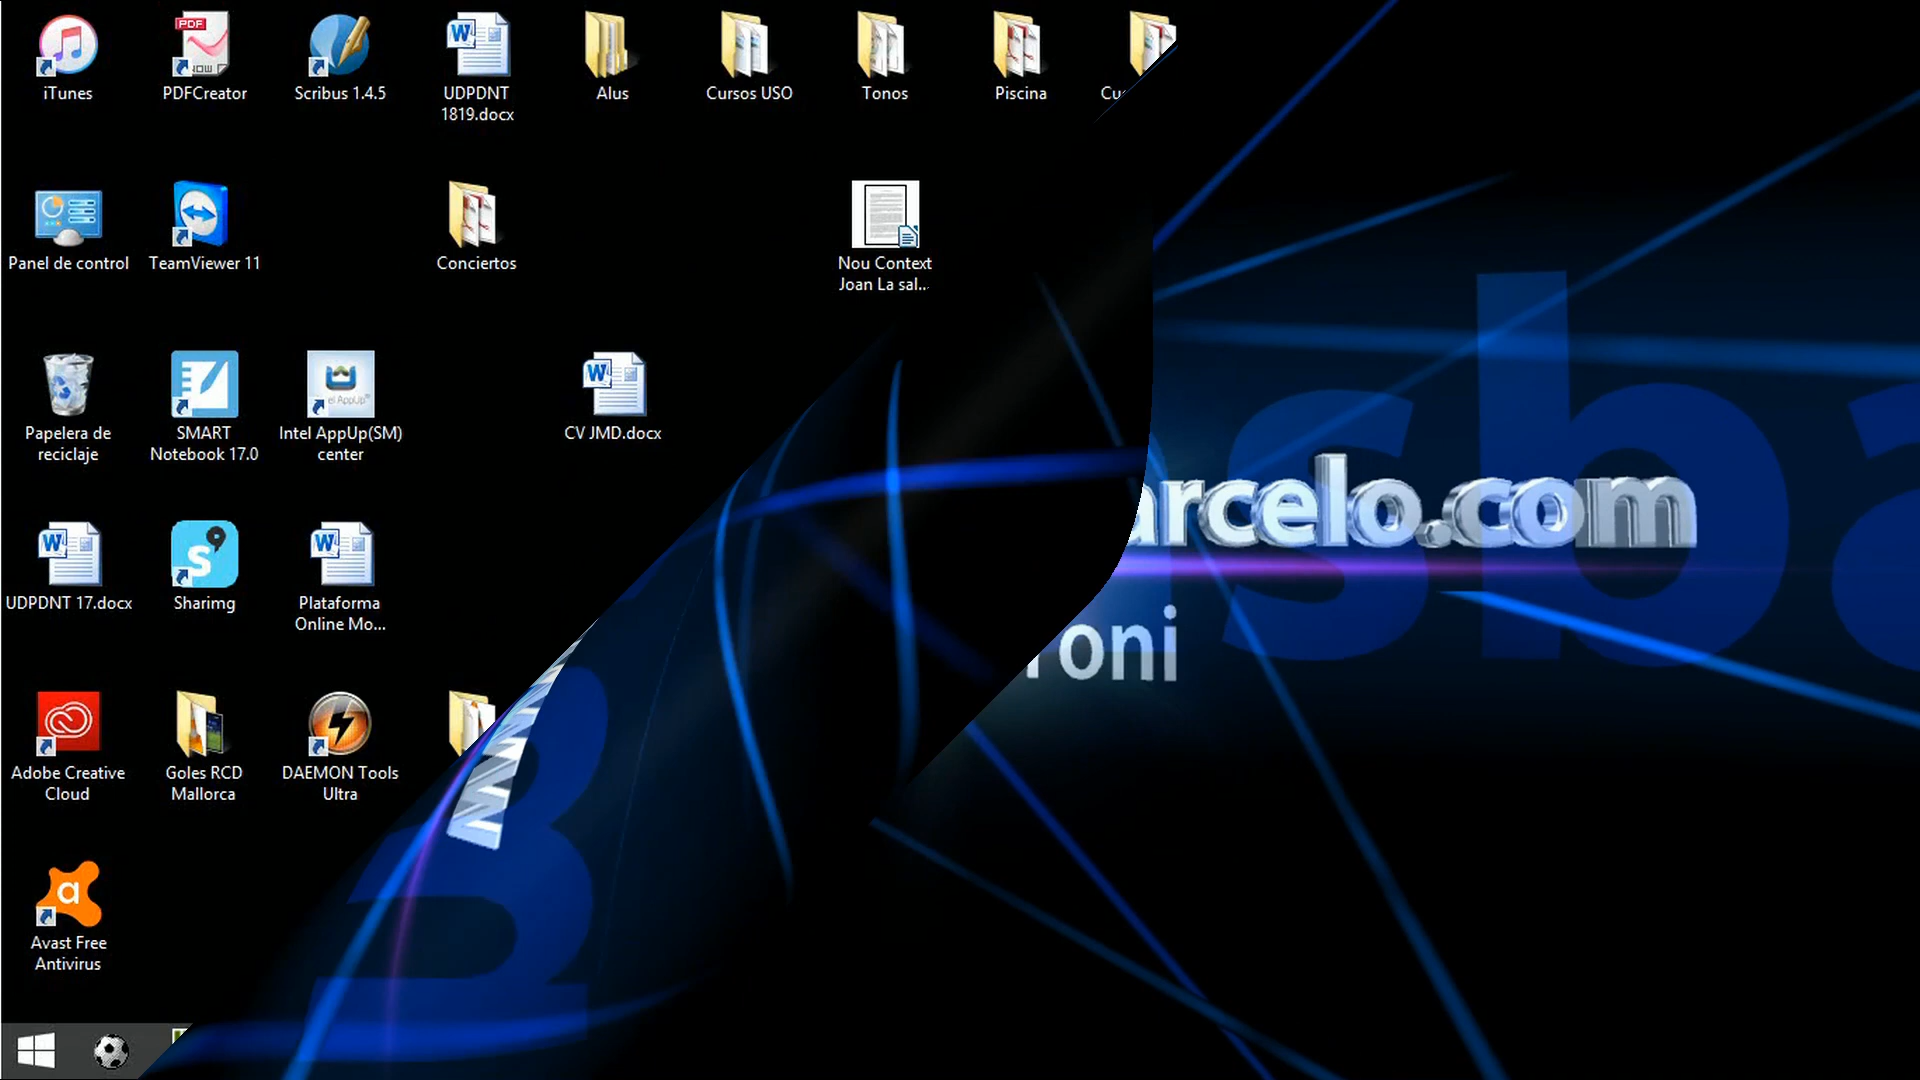 iTunes
PDFCreator
Scribus 1.4.5
UDPDNT
1819.docx
Alus
Cursos USO
Tonos
Piscina
Panel de control
TeamViewer 11
Conciertos
Nou Context
Joan La sal...
Papelera de
reciclaje
SMART
Notebook 17.0
Intel AppUp(SM)
center
CV JMD.docx
UDPDNT 17.docx
Sharimg
Plataforma
Online Mo...
Adobe Creative
Cloud
Goles RCD
Mallorca
DAEMON Tools
Ultra
Avast Free
Antivirus
arcelo.com
oni
sba
www